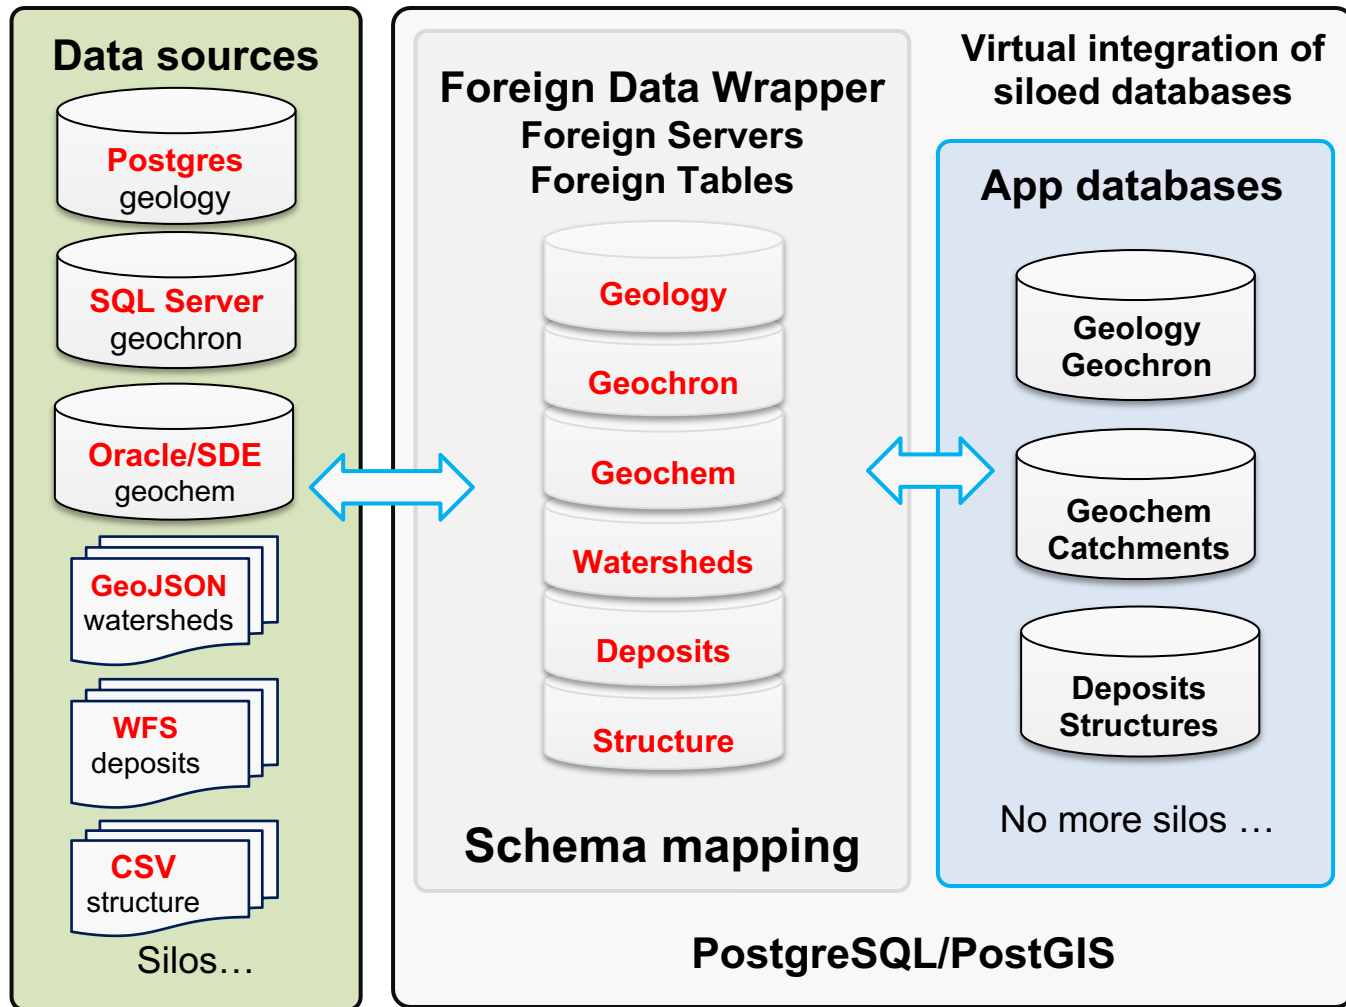 Data sources
Postgres
geology
SQL Server
geochron
Oracle/SDE
geochem
GeoJSON
watersheds
WFS
deposits
CSV
structure
Silos…
Foreign Data Wrapper
Foreign Servers
Foreign Tables
Geology
Geochron
Geochem
Watersheds
Deposits
Structure
Schema mapping
Virtual integration of
siloed databases
App databases
Geology
Geochron
Geochem
Catchments
Deposits
Structures
No more silos …
PostgreSQL/PostGIS